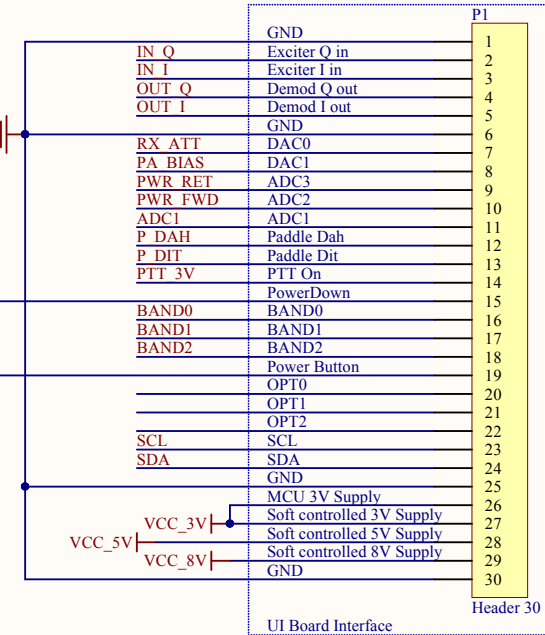 P1
GND 1
IN_Q Exciter Q in 2
IN_I Exciter I in 3
OUT_Q Demod Q out 4
OUT_I Demod I out 5
GND 6
RX_ATT DAC0 7
PA_BIAS DAC1 8
PWR_RET ADC3 9
PWR_FWD ADC2 10
ADC1 ADC1 11
P_DAH Paddle Dah 12
P_DIT Paddle Dit 13
PTT_3V PTT On 14
PowerDown 15
BAND0 BAND0 16
BAND1 BAND1 17
BAND2 BAND2 18
Power Button 19
OPT0 20
OPT1 21
OPT2 22
SCL SCL 23
SDA SDA 24
GND 25
MCU 3V Supply 26
VCC_3V Soft controlled 3V Supply 27
VCC_5V Soft controlled 5V Supply 28
VCC_8V Soft controlled 8V Supply 29
GND 30
Header 30
UI Board Interface